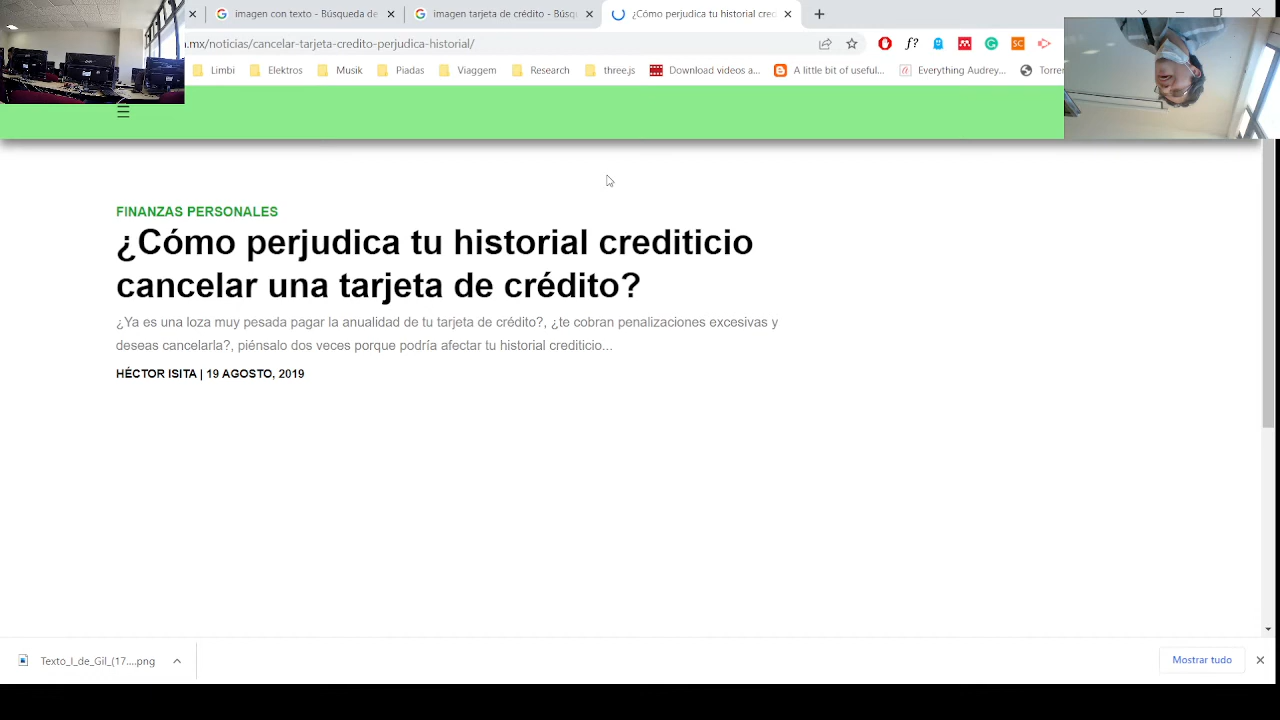 imagen con texto - Búsqueda de
imagen tarjeta de crédito - Búsq
¿Cómo perjudica tu historial cred
.mx/noticias/cancelar-tarjeta-credito-perjudica-historial/
f?
SC
Limbi
Elektros
Musik
Piadas
Viaggem
Research
three.js
Download videos a...
A little bit of useful...
Everything Audrey...
Torren
FINANZAS PERSONALES
¿Cómo perjudica tu historial crediticio
cancelar una tarjeta de crédito?
¿Ya es una loza muy pesada pagar la anualidad de tu tarjeta de crédito?, ¿te cobran penalizaciones excesivas y
deseas cancelarla?, piénsalo dos veces porque podría afectar tu historial crediticio...
HÉCTOR ISITA | 19 AGOSTO, 2019
Texto_I_de_Gil_(17....png
Mostrar tudo